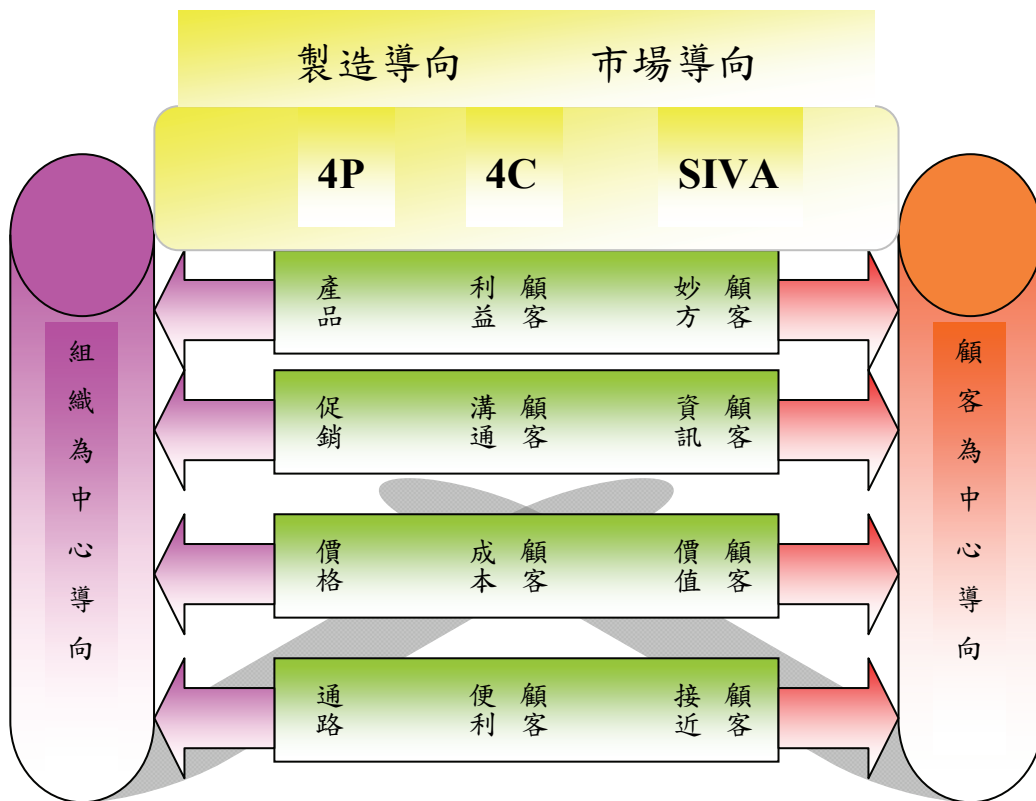 製造導向 市場導向
4P 4C SIVA
組織為中心導向
產品 顧客利益 顧客妙方
促銷 顧客溝通 顧客資訊
價格 顧客成本 顧客價值
通路 顧客便利 顧客接近
顧客為中心導向